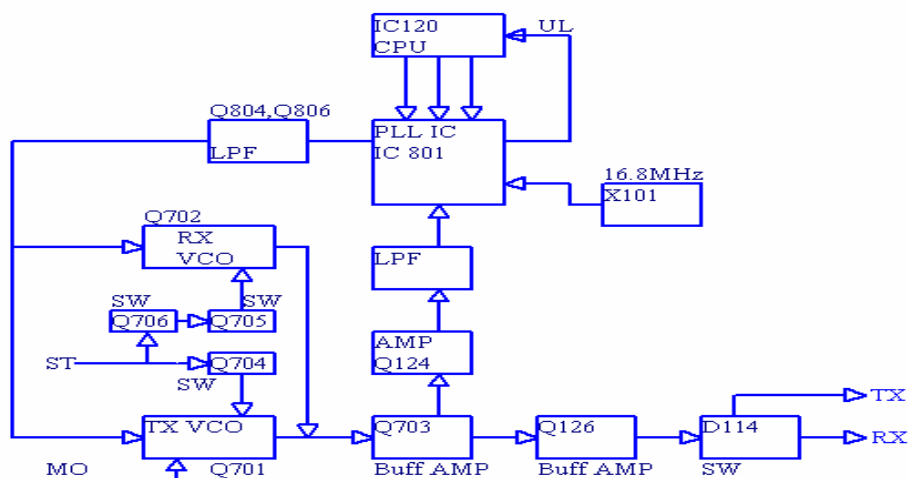 IC120
CPU
UL
Q804,Q806
LPF
PLL IC
IC 801
16.8MHz
X101
Q702
RX
VCO
LPF
SW
SW
Q706
Q705
ST
Q704
SW
AMP
Q124
TX VCO
Q703
Q126
D114
TX
RX
MO
Q701
Buff AMP
Buff AMP
SW